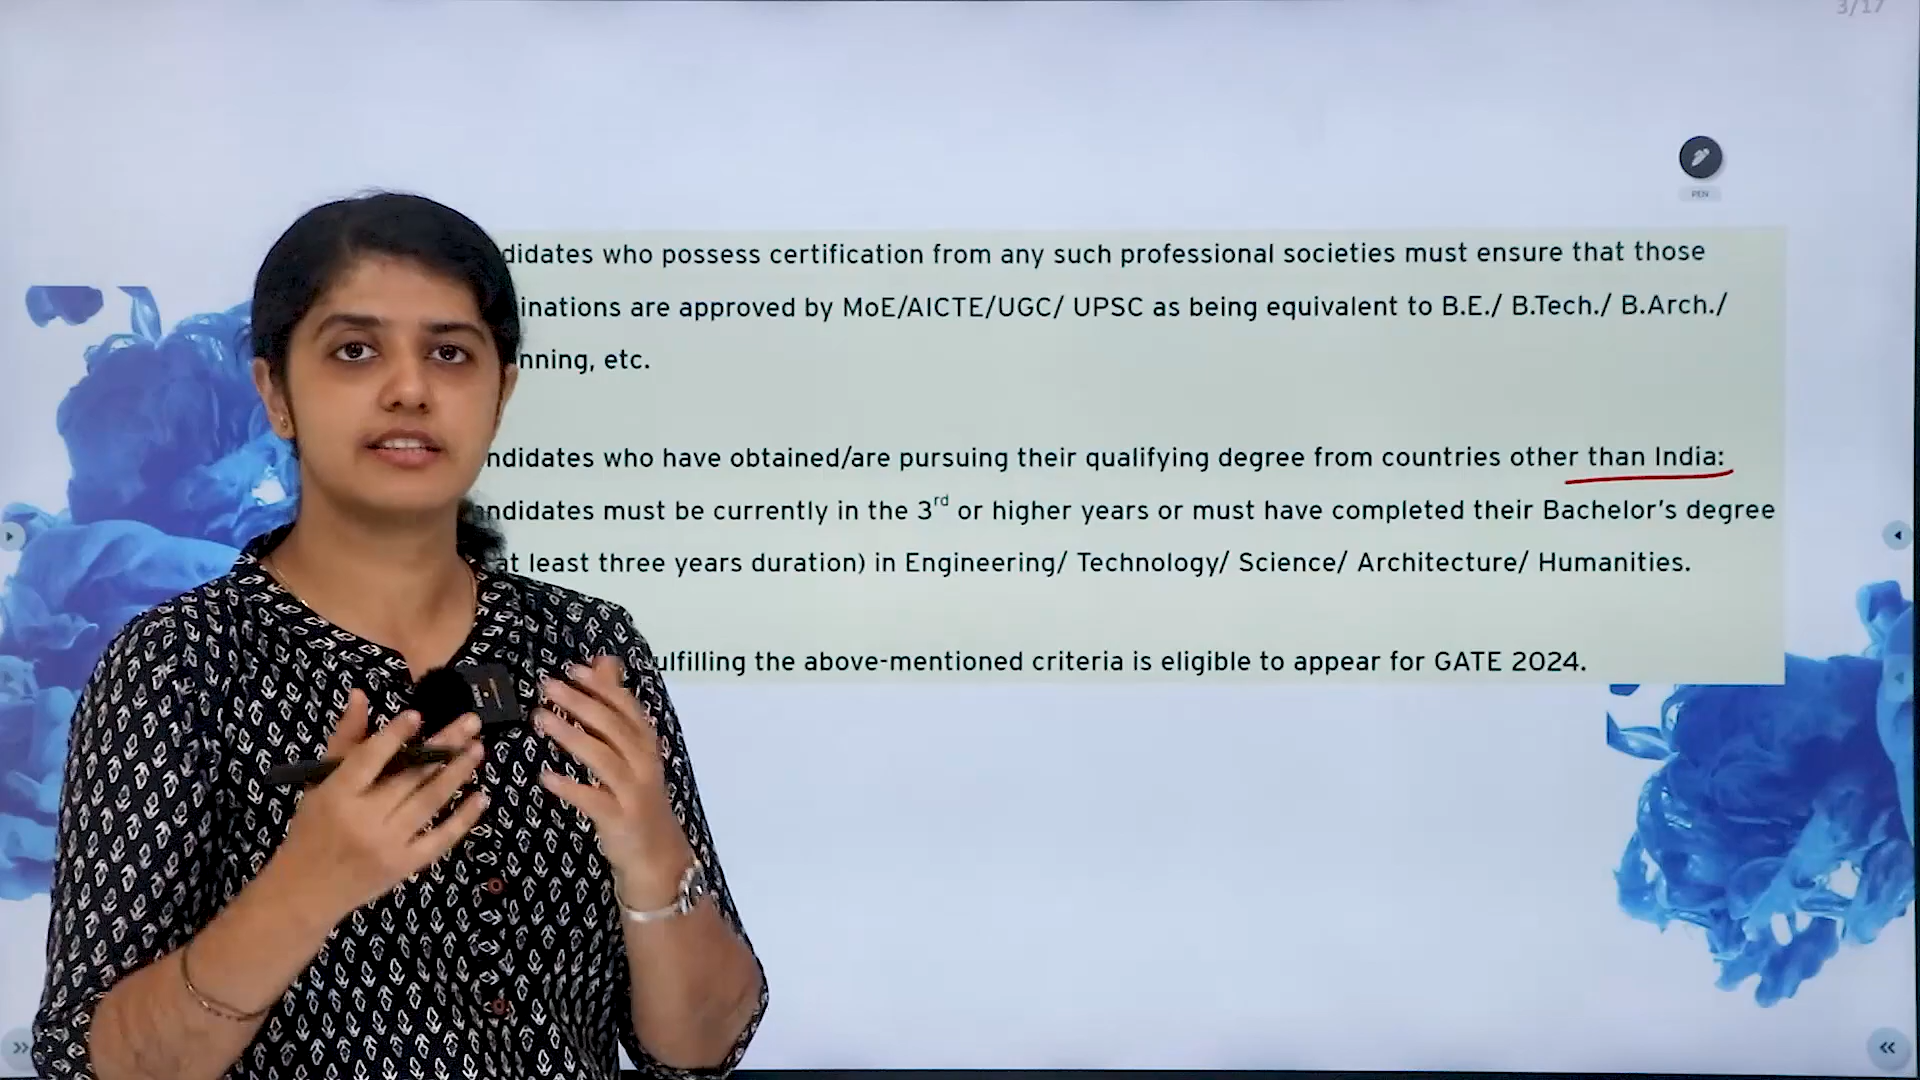 3/17
PEN
didates who possess certification from any such professional societies must ensure that those
inations are approved by MoE/AICTE/UGC/ UPSC as being equivalent to B.E./ B.Tech./ B.Arch./
nning, etc.
ndidates who have obtained/are pursuing their qualifying degree from countries other than India:
andidates must be currently in the 3rd or higher years or must have completed their Bachelor's degree
at least three years duration) in Engineering/ Technology/ Science/ Architecture/ Humanities.
ulfilling the above-mentioned criteria is eligible to appear for GATE 2024.